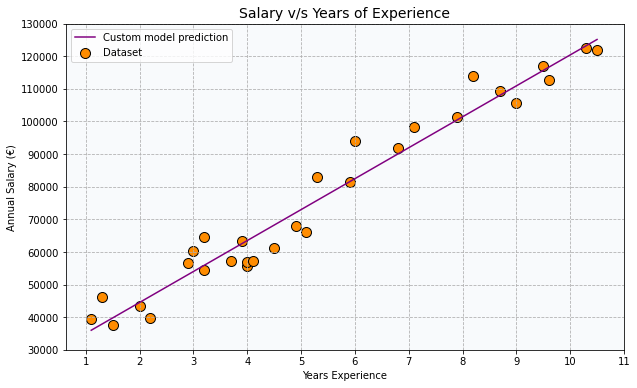 Salary v/s Years of Experience
Custom model prediction
Dataset
Annual Salary (€)
130000
120000
110000
100000
90000
80000
70000
60000
50000
40000
30000
1 2 3 4 5 6 7 8 9 10 11
Years Experience